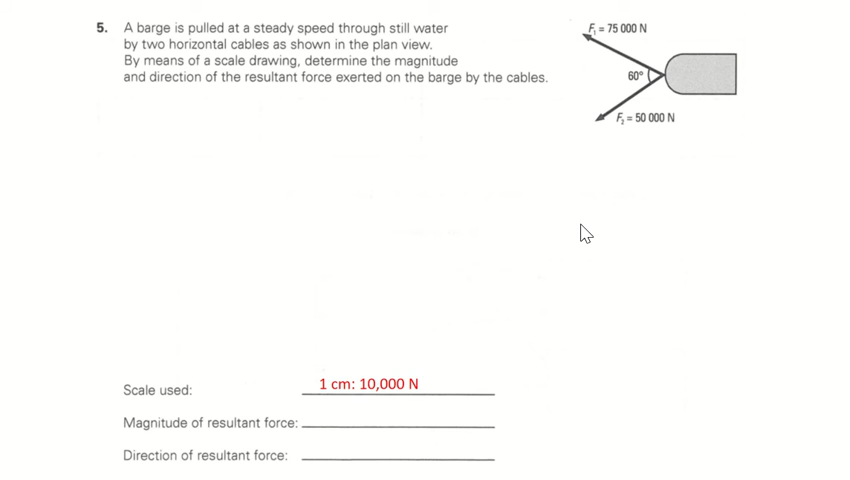 5. A barge is pulled at a steady speed through still water
by two horizontal cables as shown in the plan view.
By means of a scale drawing, determine the magnitude
and direction of the resultant force exerted on the barge by the cables.
F₁ = 75 000 N
60°
F₂ = 50 000 N
Scale used: 1 cm: 10,000 N
Magnitude of resultant force:
Direction of resultant force: